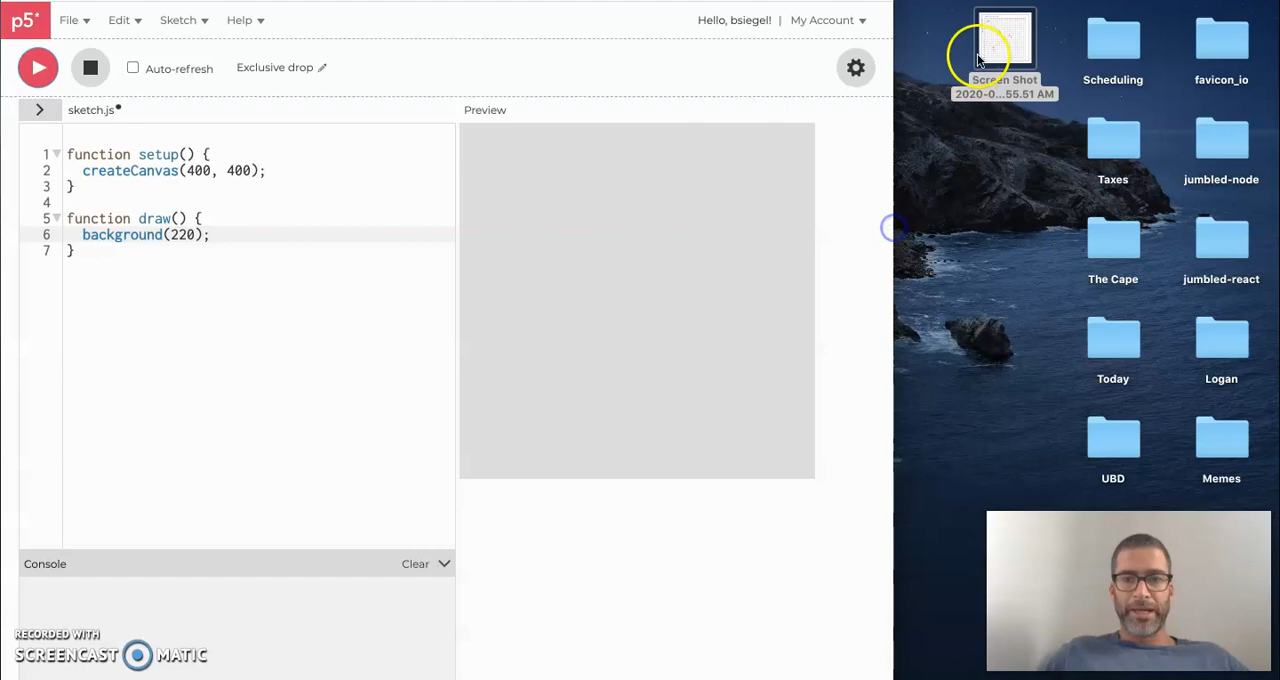 p5*
File
Edit
Sketch
Help
Hello, bsiegel!
My Account
Auto-refresh
Exclusive drop
sketch.js
Preview
1 function setup() {
2 createCanvas(400, 400);
3 }
4
5 function draw() {
6 background(220);
7 }
Console
Clear
RECORDED WITH
SCREENCAST MATIC
Screen Shot
2020-0...55.51 AM
Scheduling
favicon_io
Taxes
jumbled-node
The Cape
jumbled-react
Today
Logan
UBD
Memes